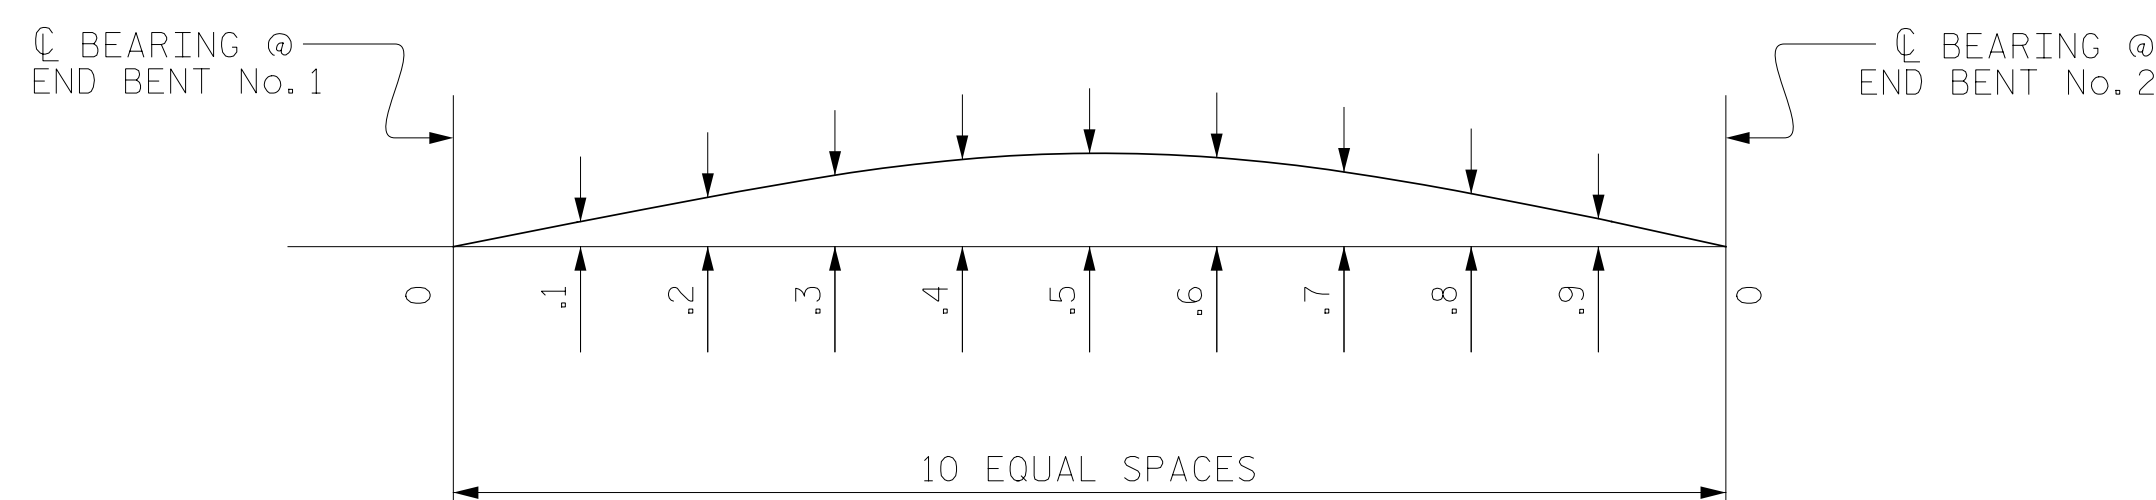 ℄ BEARING @
END BENT No. 1
℄ BEARING @
END BENT No. 2
0
.1
.2
.3
.4
.5
.6
.7
.8
.9
0
10 EQUAL SPACES